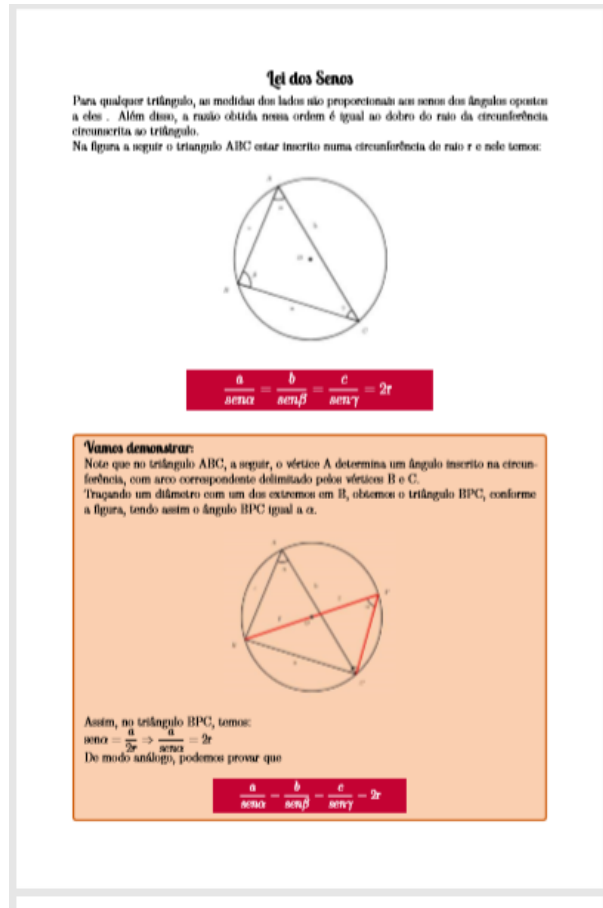 Lei dos Senos
Para qualquer triângulo, as medidas dos lados são proporcionais aos senos dos ângulos opostos
a eles . Além disso, a razão obtida nessa ordem é igual ao dobro do raio da circunferência
circunscrita ao triângulo.
Na figura a seguir o triangulo ABC estar inscrito numa circunferência de raio r e nele temos:
a/senα = b/senβ = c/senγ = 2r
Vamos demonstrar:
Note que no triângulo ABC, a seguir, o vértice A determina um ângulo inscrito na circun-
ferência, com arco correspondente delimitado pelos vértices B e C.
Traçando um diâmetro com um dos extremos em B, obtemos o triângulo BPC, conforme
a figura, tendo assim o ângulo BPC igual a α.
Assim, no triângulo BPC, temos:
senα = a/2r ⇒ a/senα = 2r
De modo análogo, podemos provar que
a/senα = b/senβ = c/senγ = 2r